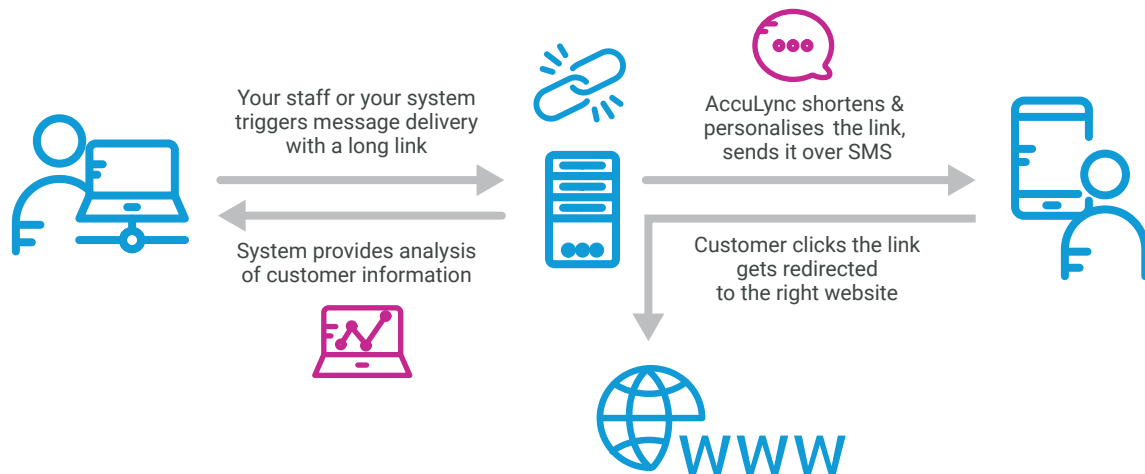 Your staff or your system
triggers message delivery
with a long link
AccuLync shortens &
personalises the link,
sends it over SMS
System provides analysis
of customer information
Customer clicks the link
gets redirected
to the right website
www